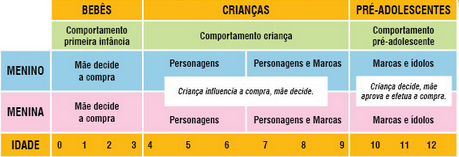 BEBÊS CRIANÇAS PRÉ-ADOLESCENTES
Comportamento primeira infância
Comportamento criança
Comportamento pré-adolescente
MENINO
Mãe decide a compra
Personagens
Personagens e Marcas
Marcas e ídolos
Criança influencia a compra, mãe decide.
Criança decide, mãe aprova e efetua a compra.
MENINA
Mãe decide a compra
Personagens
Personagens e Marcas
Marcas e ídolos
IDADE 0 1 2 3 4 5 6 7 8 9 10 11 12